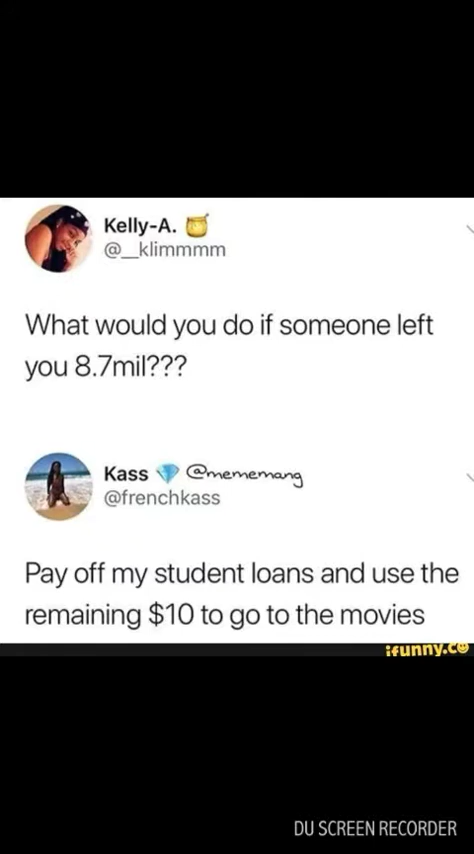 Kelly-A. 🍯
@__klimmmm
What would you do if someone left
you 8.7mil???
Kass 💎 @mememang
@frenchkass
Pay off my student loans and use the
remaining $10 to go to the movies
ifunny.co
DU SCREEN RECORDER